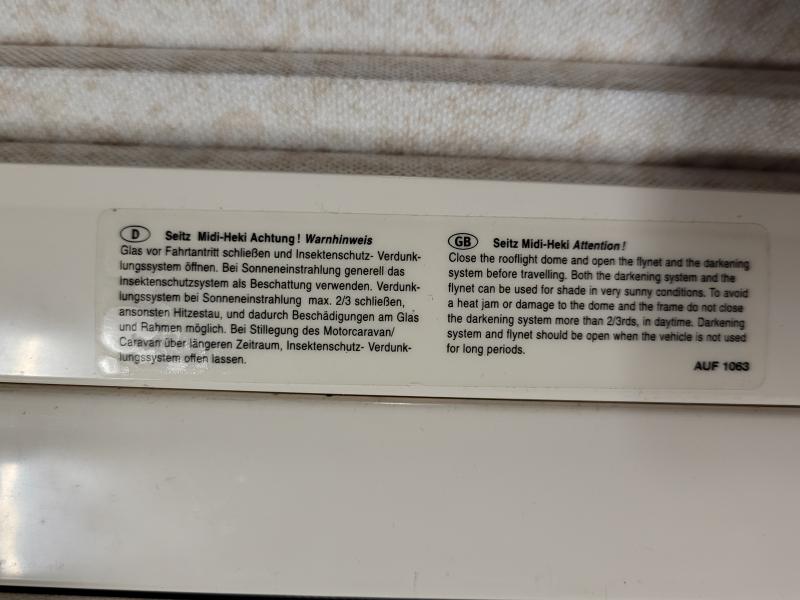 D Seitz Midi-Heki Achtung! Warnhinweis
Glas vor Fahrtantritt schließen und Insektenschutz- Verdunk-
lungssystem öffnen. Bei Sonneneinstrahlung generell das
Insektenschutzsystem als Beschattung verwenden. Verdunk-
lungssystem bei Sonneneinstrahlung max. 2/3 schließen,
ansonsten Hitzestau, und dadurch Beschädigungen am Glas
und Rahmen möglich. Bei Stillegung des Motorcaravan/
Caravan über längeren Zeitraum, Insektenschutz- Verdunk-
lungssystem offen lassen.
GB Seitz Midi-Heki Attention!
Close the rooflight dome and open the flynet and the darkening
system before travelling. Both the darkening system and the
flynet can be used for shade in very sunny conditions. To avoid
a heat jam or damage to the dome and the frame do not close
the darkening system more than 2/3rds, in daytime. Darkening
system and flynet should be open when the vehicle is not used
for long periods.
AUF 1063